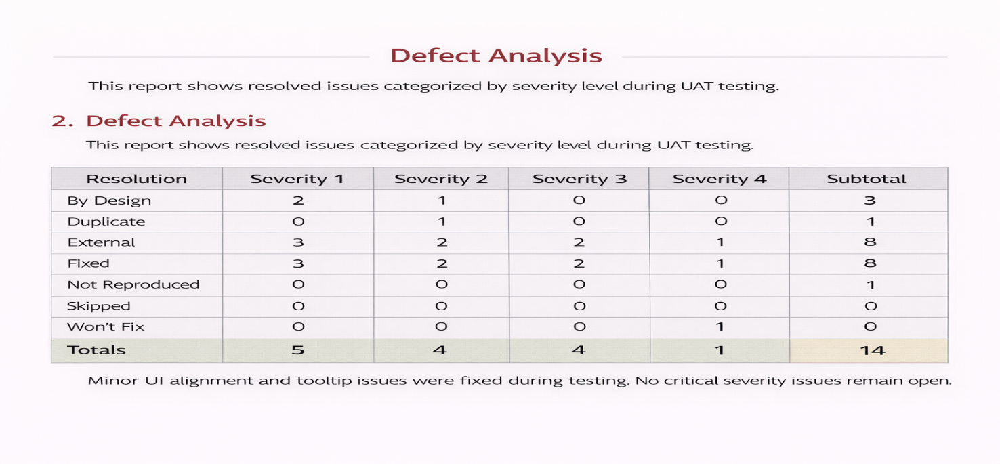 Defect Analysis
This report shows resolved issues categorized by severity level during UAT testing.
2. Defect Analysis
This report shows resolved issues categorized by severity level during UAT testing.
Resolution Severity 1 Severity 2 Severity 3 Severity 4 Subtotal
By Design 2 1 0 0 3
Duplicate 0 1 0 0 1
External 3 2 2 1 8
Fixed 3 2 2 1 8
Not Reproduced 0 0 0 0 1
Skipped 0 0 0 0 0
Won’t Fix 0 0 0 1 0
Totals 5 4 4 1 14
Minor UI alignment and tooltip issues were fixed during testing. No critical severity issues remain open.